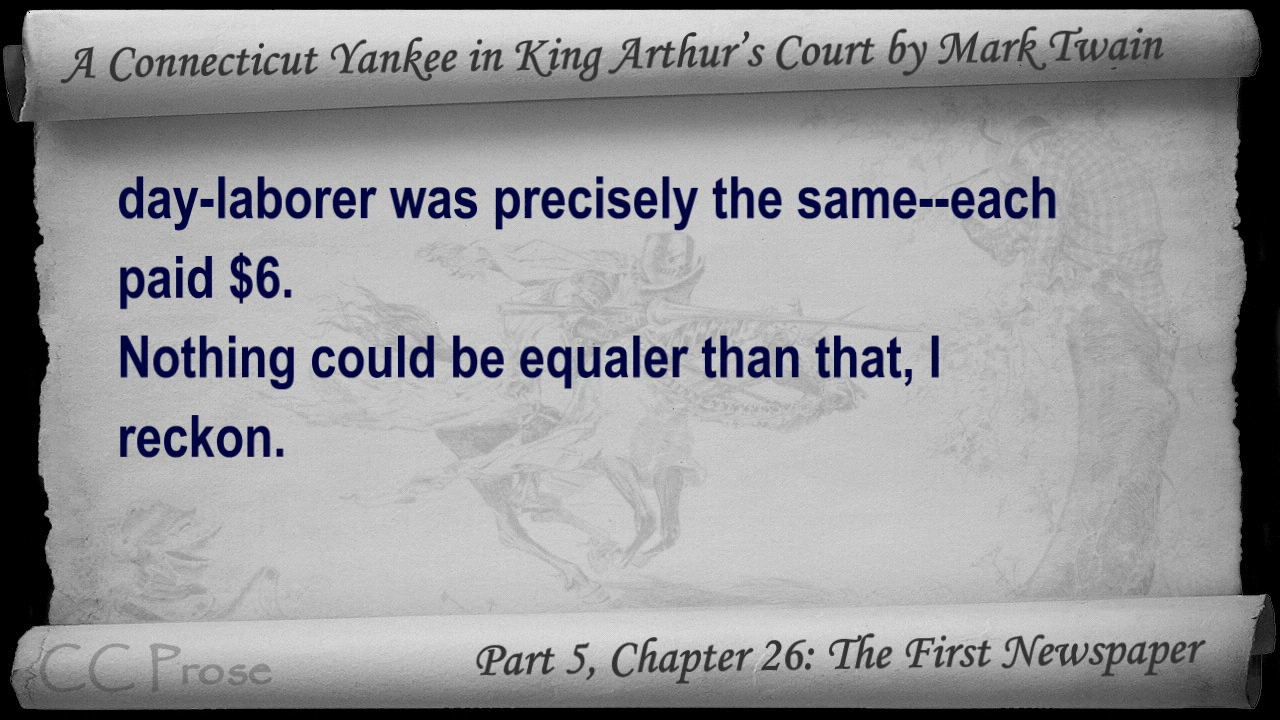 A Connecticut Yankee in King Arthur's Court by Mark Twain
day-laborer was precisely the same--each
paid $6.
Nothing could be equaler than that, I
reckon.
CC Prose
Part 5, Chapter 26: The First Newspaper